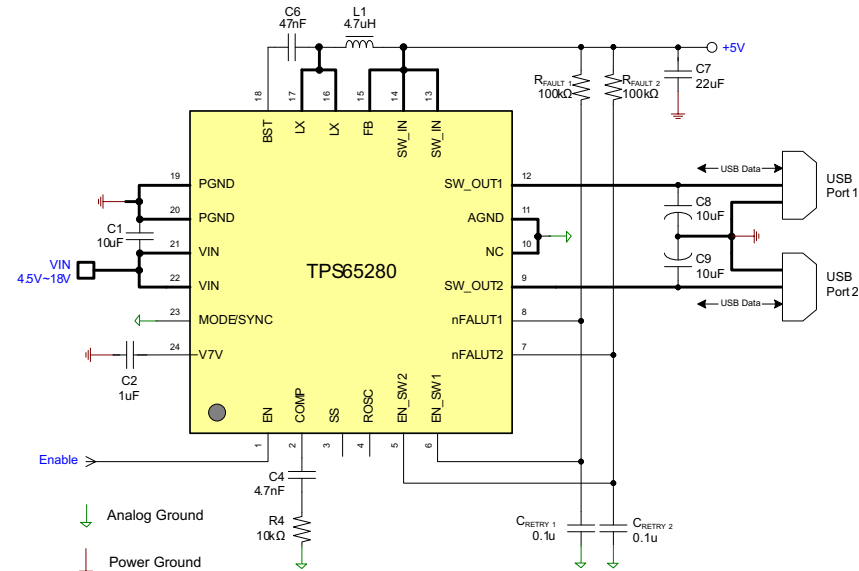 C6
47nF
L1
4.7uH
+5V
R_FAULT 1
100kΩ
R_FAULT 2
100kΩ
C7
22uF
18
17
16
15
14
13
BST
LX
LX
FB
SW_IN
SW_IN
19
PGND
20
PGND
21
VIN
22
VIN
23
MODE/SYNC
24
V7V
C1
10uF
VIN
4.5V~18V
C2
1uF
TPS65280
SW_OUT1
12
AGND
11
NC
10
SW_OUT2
9
nFALUT1
8
nFALUT2
7
USB Data
USB
Port 1
C8
10uF
C9
10uF
USB
Port 2
USB Data
EN
COMP
SS
ROSC
EN_SW2
EN_SW1
1
2
3
4
5
6
Enable
C4
4.7nF
R4
10kΩ
C_RETRY 1
0.1u
C_RETRY 2
0.1u
Analog Ground
Power Ground